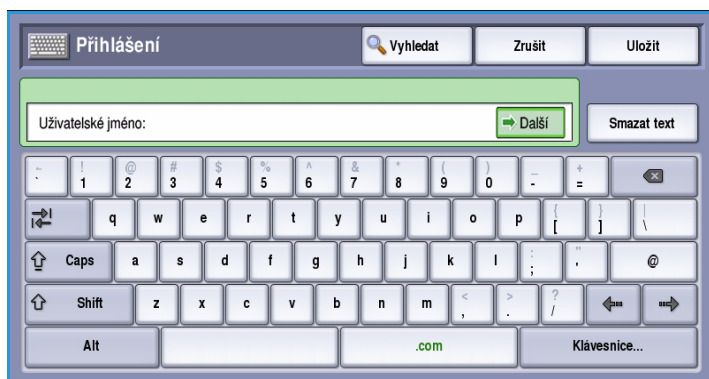 Přihlášení Vyhledat Zrušit Uložit
Uživatelské jméno: Další Smazat text
~ ! @ # $ % ^ & * ( ) _ +
` 1 2 3 4 5 6 7 8 9 0 - =
q w e r t y u i o p { [ } ] | \
Caps a s d f g h j k l : ; " ' @
Shift z x c v b n m < , > . ? /
Alt .com Klávesnice...